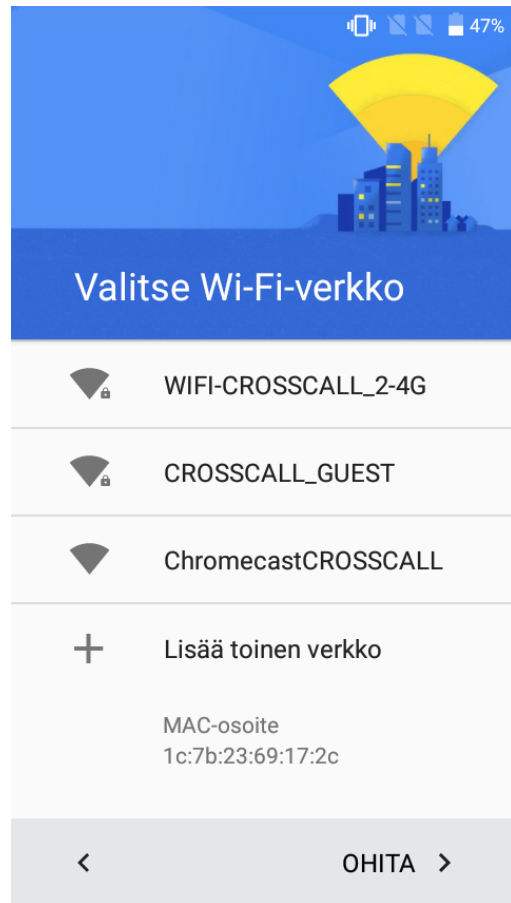 47%
Valitse Wi-Fi-verkko
WIFI-CROSSCALL_2-4G
CROSSCALL_GUEST
ChromecastCROSSCALL
Lisää toinen verkko
MAC-osoite
1c:7b:23:69:17:2c
OHITA